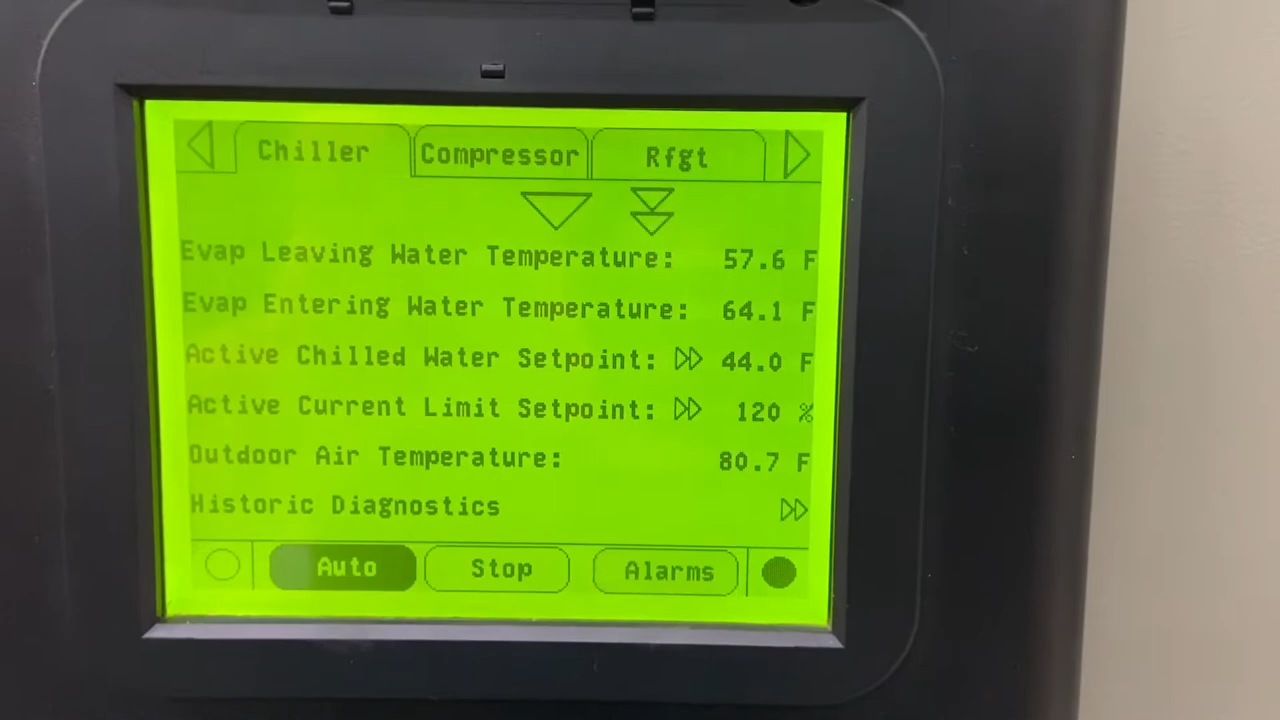 Chiller Compressor Rfgt
Evap Leaving Water Temperature: 57.6 F
Evap Entering Water Temperature: 64.1 F
Active Chilled Water Setpoint: 44.0 F
Active Current Limit Setpoint: 120 %
Outdoor Air Temperature: 80.7 F
Historic Diagnostics
Auto Stop Alarms